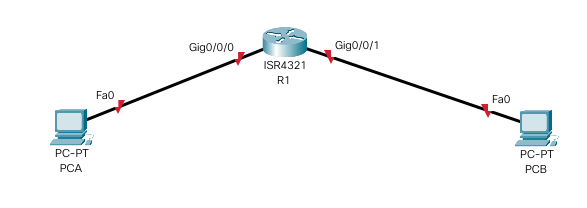 Gig0/0/0
Gig0/0/1
ISR4321
R1
Fa0
Fa0
PC-PT
PCA
PC-PT
PCB